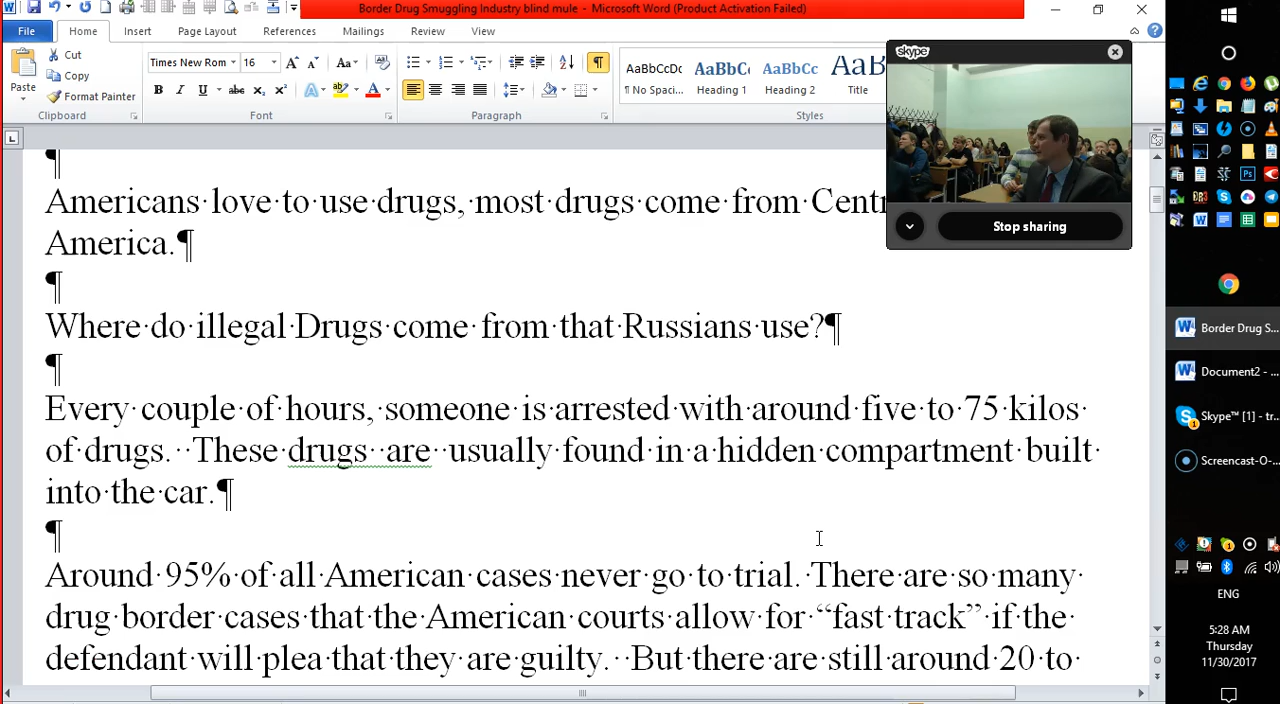 Border Drug Smuggling Industry blind mule - Microsoft Word (Product Activation Failed)
File Home Insert Page Layout References Mailings Review View
Paste
Cut
Copy
Format Painter
Times New Rom 16
AaBbCcDc AaBbC AaBbCc AaB
¶ No Spaci... Heading 1 Heading 2 Title
Clipboard Font Paragraph Styles
skype
Stop sharing
¶
Americans love to use drugs, most drugs come from Centr
America.¶
¶
Where do illegal Drugs come from that Russians use?¶
¶
Every couple of hours, someone is arrested with around five to 75 kilos
of drugs.  These drugs  are  usually found in a hidden compartment built
into the car.¶
¶
Around 95% of all American cases never go to trial.  There are so many
drug border cases that the American courts allow for “fast track” if the
defendant will plea that they are guilty.  But there are still around 20 to
Border Drug S...
Document2 - ...
Skype™ [1] - tr...
Screencast-O-...
ENG
5:28 AM
Thursday
11/30/2017